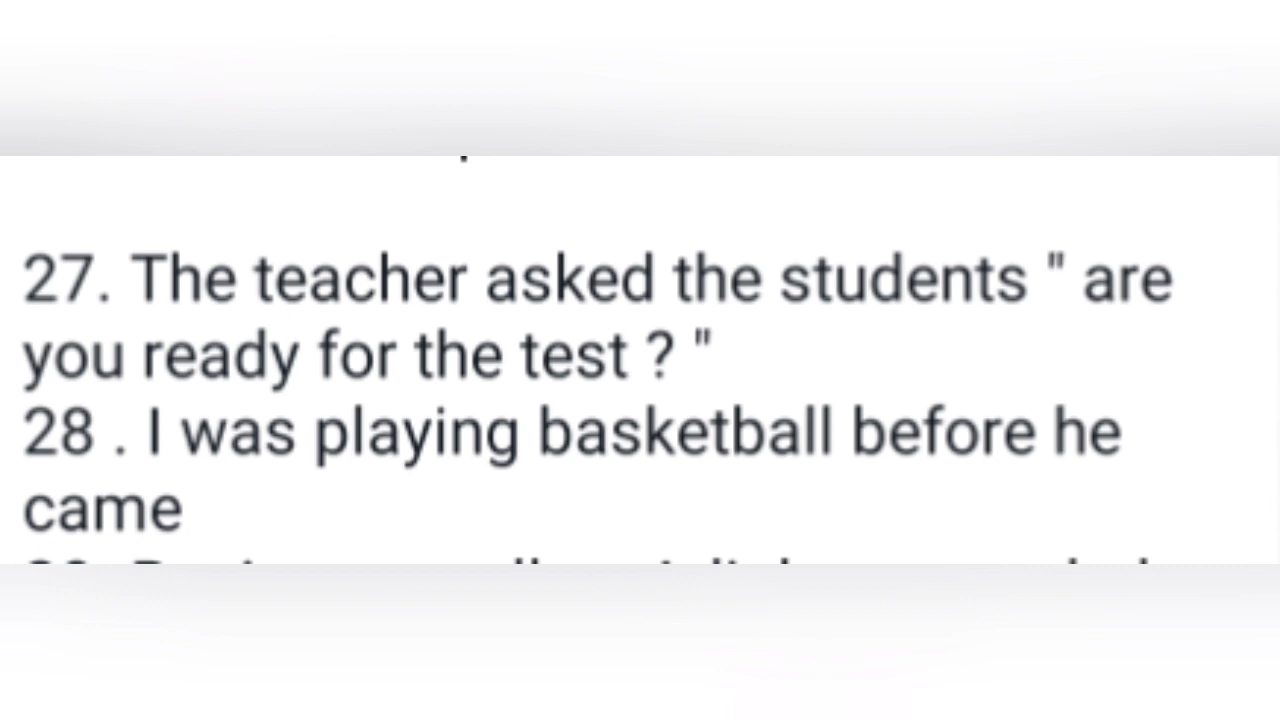 27. The teacher asked the students " are
you ready for the test ? "
28 . I was playing basketball before he
came